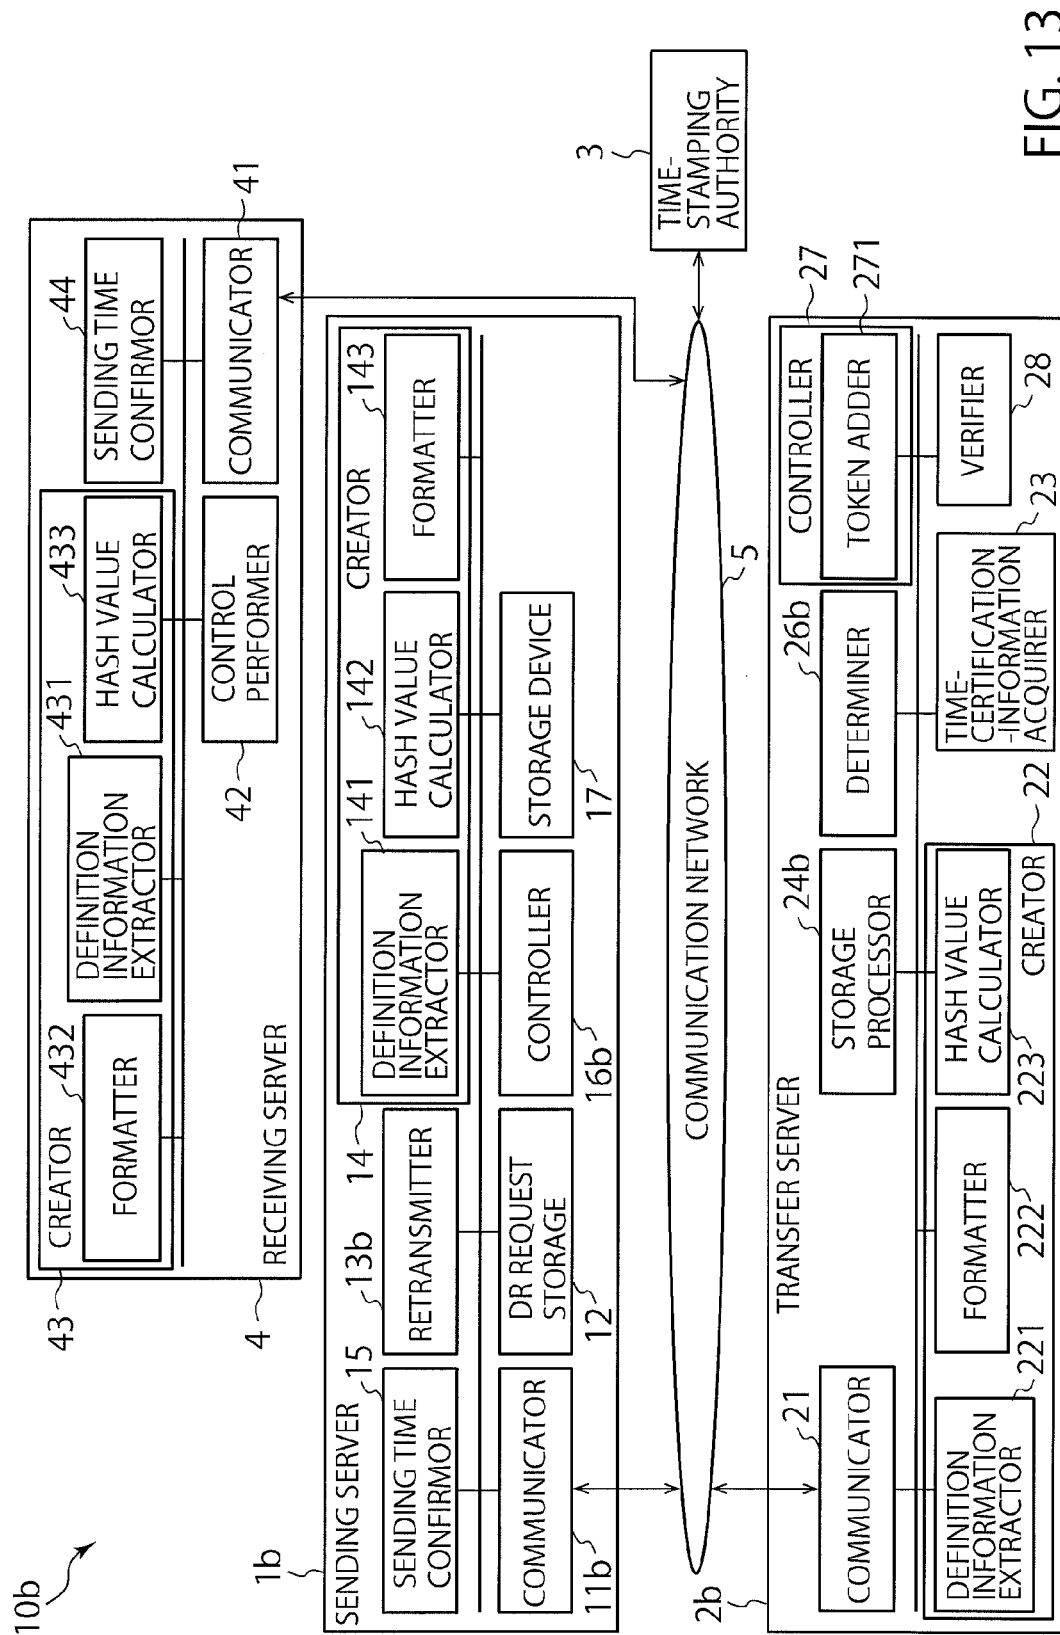 10b
FIG. 13
43
CREATOR
432
FORMATTER
DEFINITION
INFORMATION
EXTRACTOR
431
HASH VALUE
CALCULATOR
433
SENDING TIME
CONFIRMOR
44
4
RECEIVING SERVER
42
CONTROL
PERFORMER
COMMUNICATOR
41
1b
SENDING SERVER
15
SENDING TIME
CONFIRMOR
13b
RETRANSMITTER
14
DEFINITION
INFORMATION
EXTRACTOR
141
HASH VALUE
CALCULATOR
142
CREATOR
FORMATTER
143
COMMUNICATOR
11b
DR REQUEST
STORAGE
12
CONTROLLER
16b
STORAGE DEVICE
17
COMMUNICATION NETWORK
5
3
TIME-
STAMPING
AUTHORITY
2b
TRANSFER SERVER
COMMUNICATOR
21
STORAGE
PROCESSOR
24b
DETERMINER
26b
CONTROLLER
27
TOKEN ADDER
271
DEFINITION
INFORMATION
EXTRACTOR
221
FORMATTER
222
HASH VALUE
CALCULATOR
223
CREATOR
22
TIME-
CERTIFICATION
-INFORMATION
ACQUIRER
23
VERIFIER
28